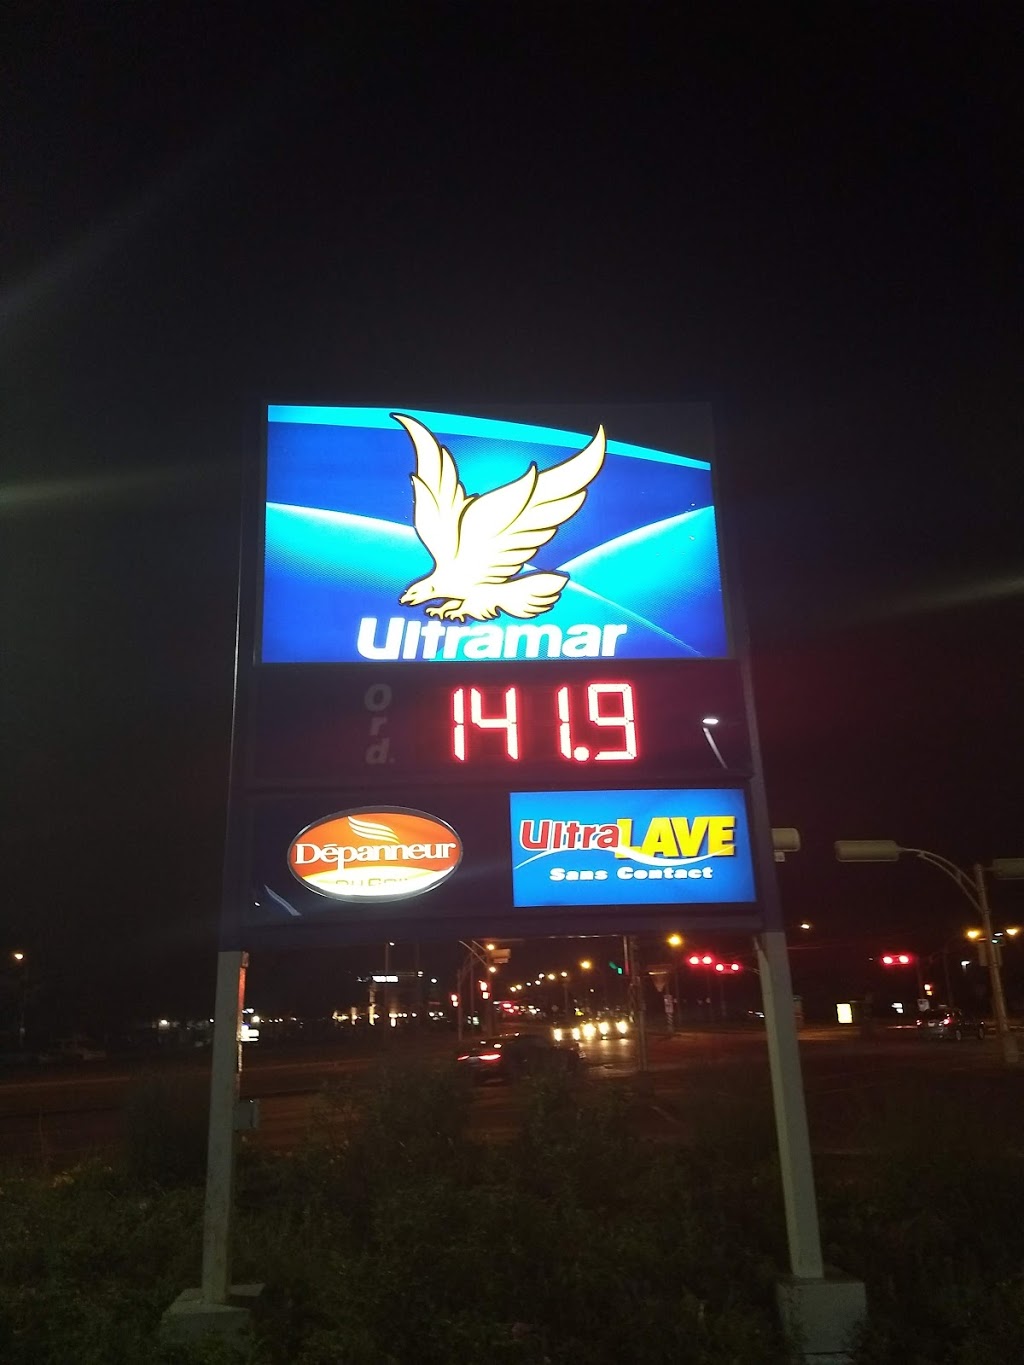 Ultramar
Ord.
141.9
Dépanneur
UltraLAVE
Sans Contact